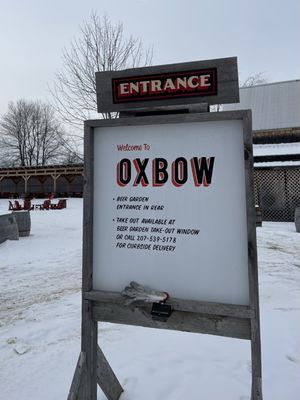 ENTRANCE
Welcome To
OXBOW
• BEER GARDEN
ENTRANCE IN REAR
• TAKE OUT AVAILABLE AT
BEER GARDEN TAKE-OUT WINDOW
OR CALL 207-539-5178
FOR CURBSIDE DELIVERY